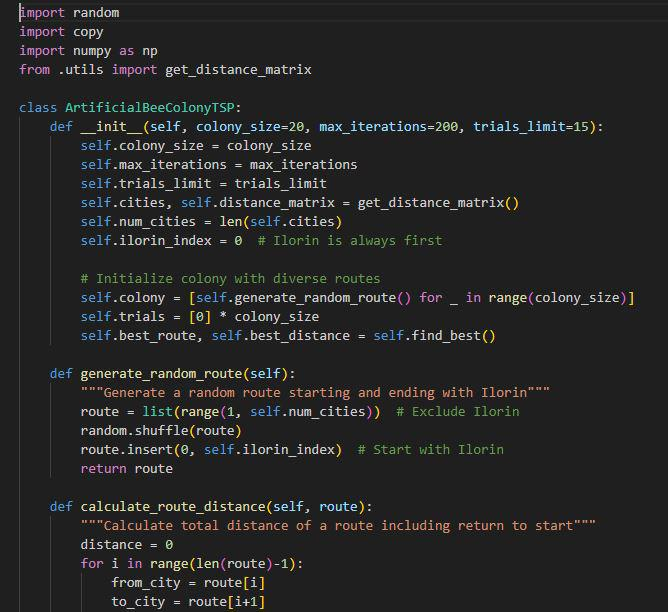 import random
import copy
import numpy as np
from .utils import get_distance_matrix

class ArtificialBeeColonyTSP:
    def __init__(self, colony_size=20, max_iterations=200, trials_limit=15):
        self.colony_size = colony_size
        self.max_iterations = max_iterations
        self.trials_limit = trials_limit
        self.cities, self.distance_matrix = get_distance_matrix()
        self.num_cities = len(self.cities)
        self.ilorin_index = 0  # Ilorin is always first

        # Initialize colony with diverse routes
        self.colony = [self.generate_random_route() for _ in range(colony_size)]
        self.trials = [0] * colony_size
        self.best_route, self.best_distance = self.find_best()

    def generate_random_route(self):
        """Generate a random route starting and ending with Ilorin"""
        route = list(range(1, self.num_cities))  # Exclude Ilorin
        random.shuffle(route)
        route.insert(0, self.ilorin_index)  # Start with Ilorin
        return route

    def calculate_route_distance(self, route):
        """Calculate total distance of a route including return to start"""
        distance = 0
        for i in range(len(route)-1):
            from_city = route[i]
            to_city = route[i+1]